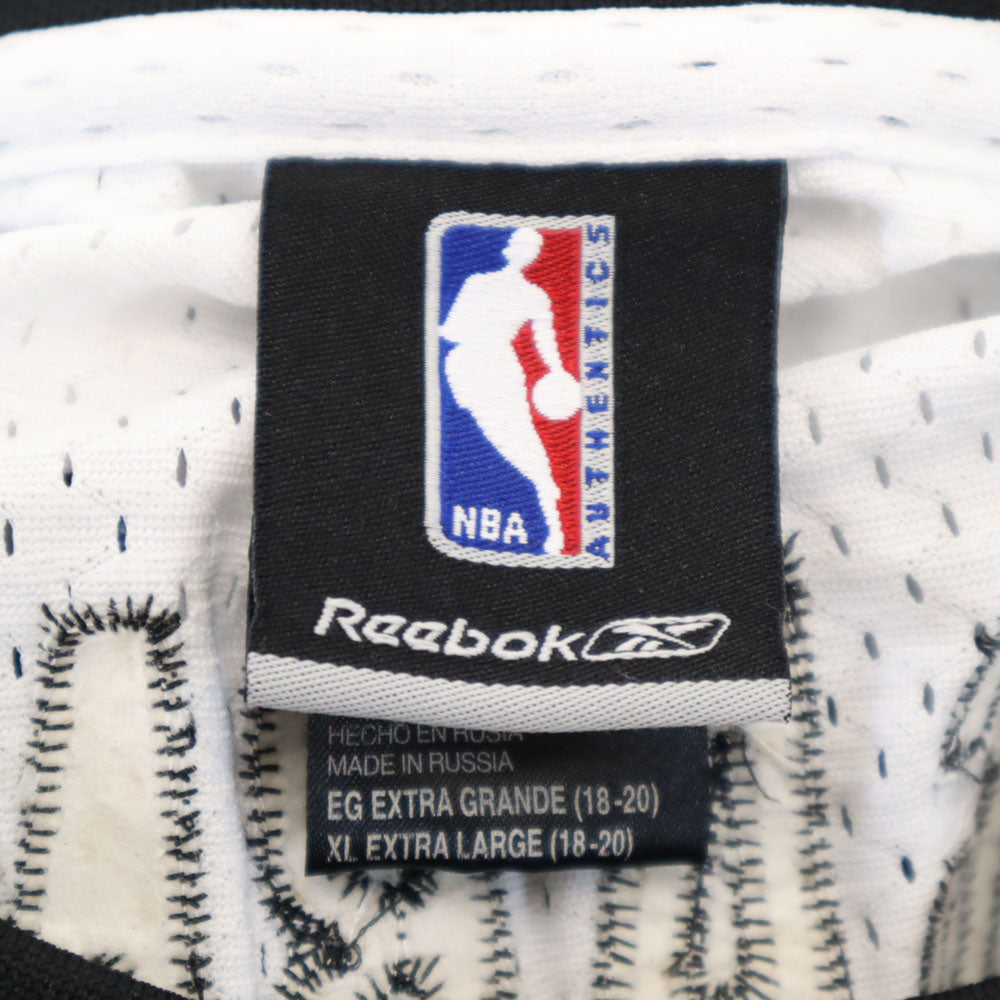 NBA
AUTHENTICS
Reebok
HECHO EN RUSIA
MADE IN RUSSIA
EG EXTRA GRANDE (18-20)
XL EXTRA LARGE (18-20)